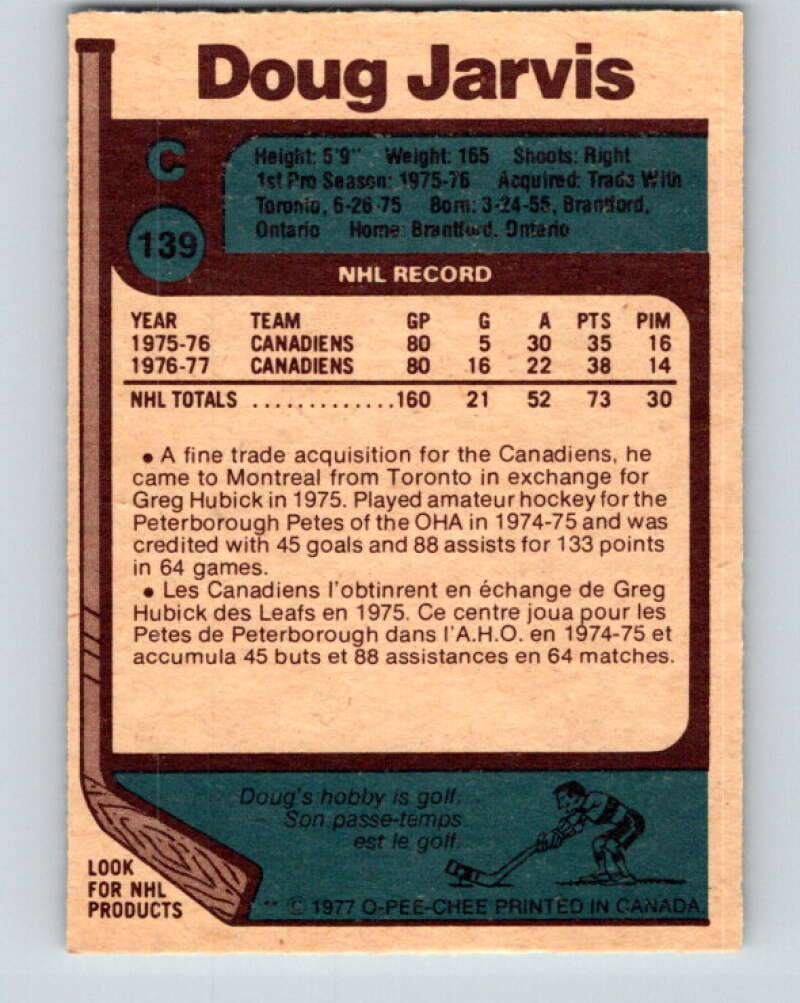 Doug Jarvis
C
139
Height: 5'9" Weight: 165 Shoots: Right
1st Pro Season: 1975-76 Acquired: Trade With
Toronto, 6-26-75 Born: 3-24-55, Brantford,
Ontario Home: Brantford, Ontario
NHL RECORD
YEAR TEAM GP G A PTS PIM
1975-76 CANADIENS 80 5 30 35 16
1976-77 CANADIENS 80 16 22 38 14
NHL TOTALS .............160 21 52 73 30
• A fine trade acquisition for the Canadiens, he
came to Montreal from Toronto in exchange for
Greg Hubick in 1975. Played amateur hockey for the
Peterborough Petes of the OHA in 1974-75 and was
credited with 45 goals and 88 assists for 133 points
in 64 games.
• Les Canadiens l'obtinrent en échange de Greg
Hubick des Leafs en 1975. Ce centre joua pour les
Petes de Peterborough dans l'A.H.O. en 1974-75 et
accumula 45 buts et 88 assistances en 64 matches.
Doug's hobby is golf.
Son passe-temps
est le golf.
LOOK
FOR NHL
PRODUCTS
** © 1977 O-PEE-CHEE PRINTED IN CANADA